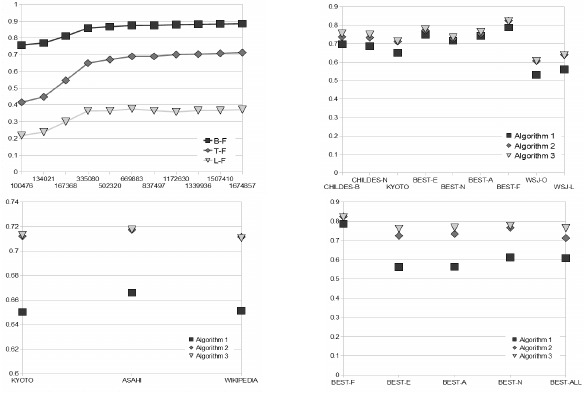 1
0.9
0.8
0.7
0.6
0.5
0.4
0.3
0.2
0.1
0
B-F
T-F
L-F
134021 335080 669883 1172630 1507410
100476 167368 502320 837497 1339936 1674857
0.9
0.8
0.7
0.6
0.5
0.4
0.3
0.2
0.1
0
Algorithm 1
Algorithm 2
Algorithm 3
CHILDES-N BEST-E BEST-A WSJ-O
CHILDES-B KYOTO BEST-N BEST-F WSJ-L
0.74
0.72
0.7
0.68
0.66
0.64
0.62
0.6
Algorithm 1
Algorithm 2
Algorithm 3
KYOTO ASAHI WIKIPEDIA
0.9
0.8
0.7
0.6
0.5
0.4
0.3
0.2
0.1
0
Algorithm 1
Algorithm 2
Algorithm 3
BEST-F BEST-E BEST-A BEST-N BEST-ALL